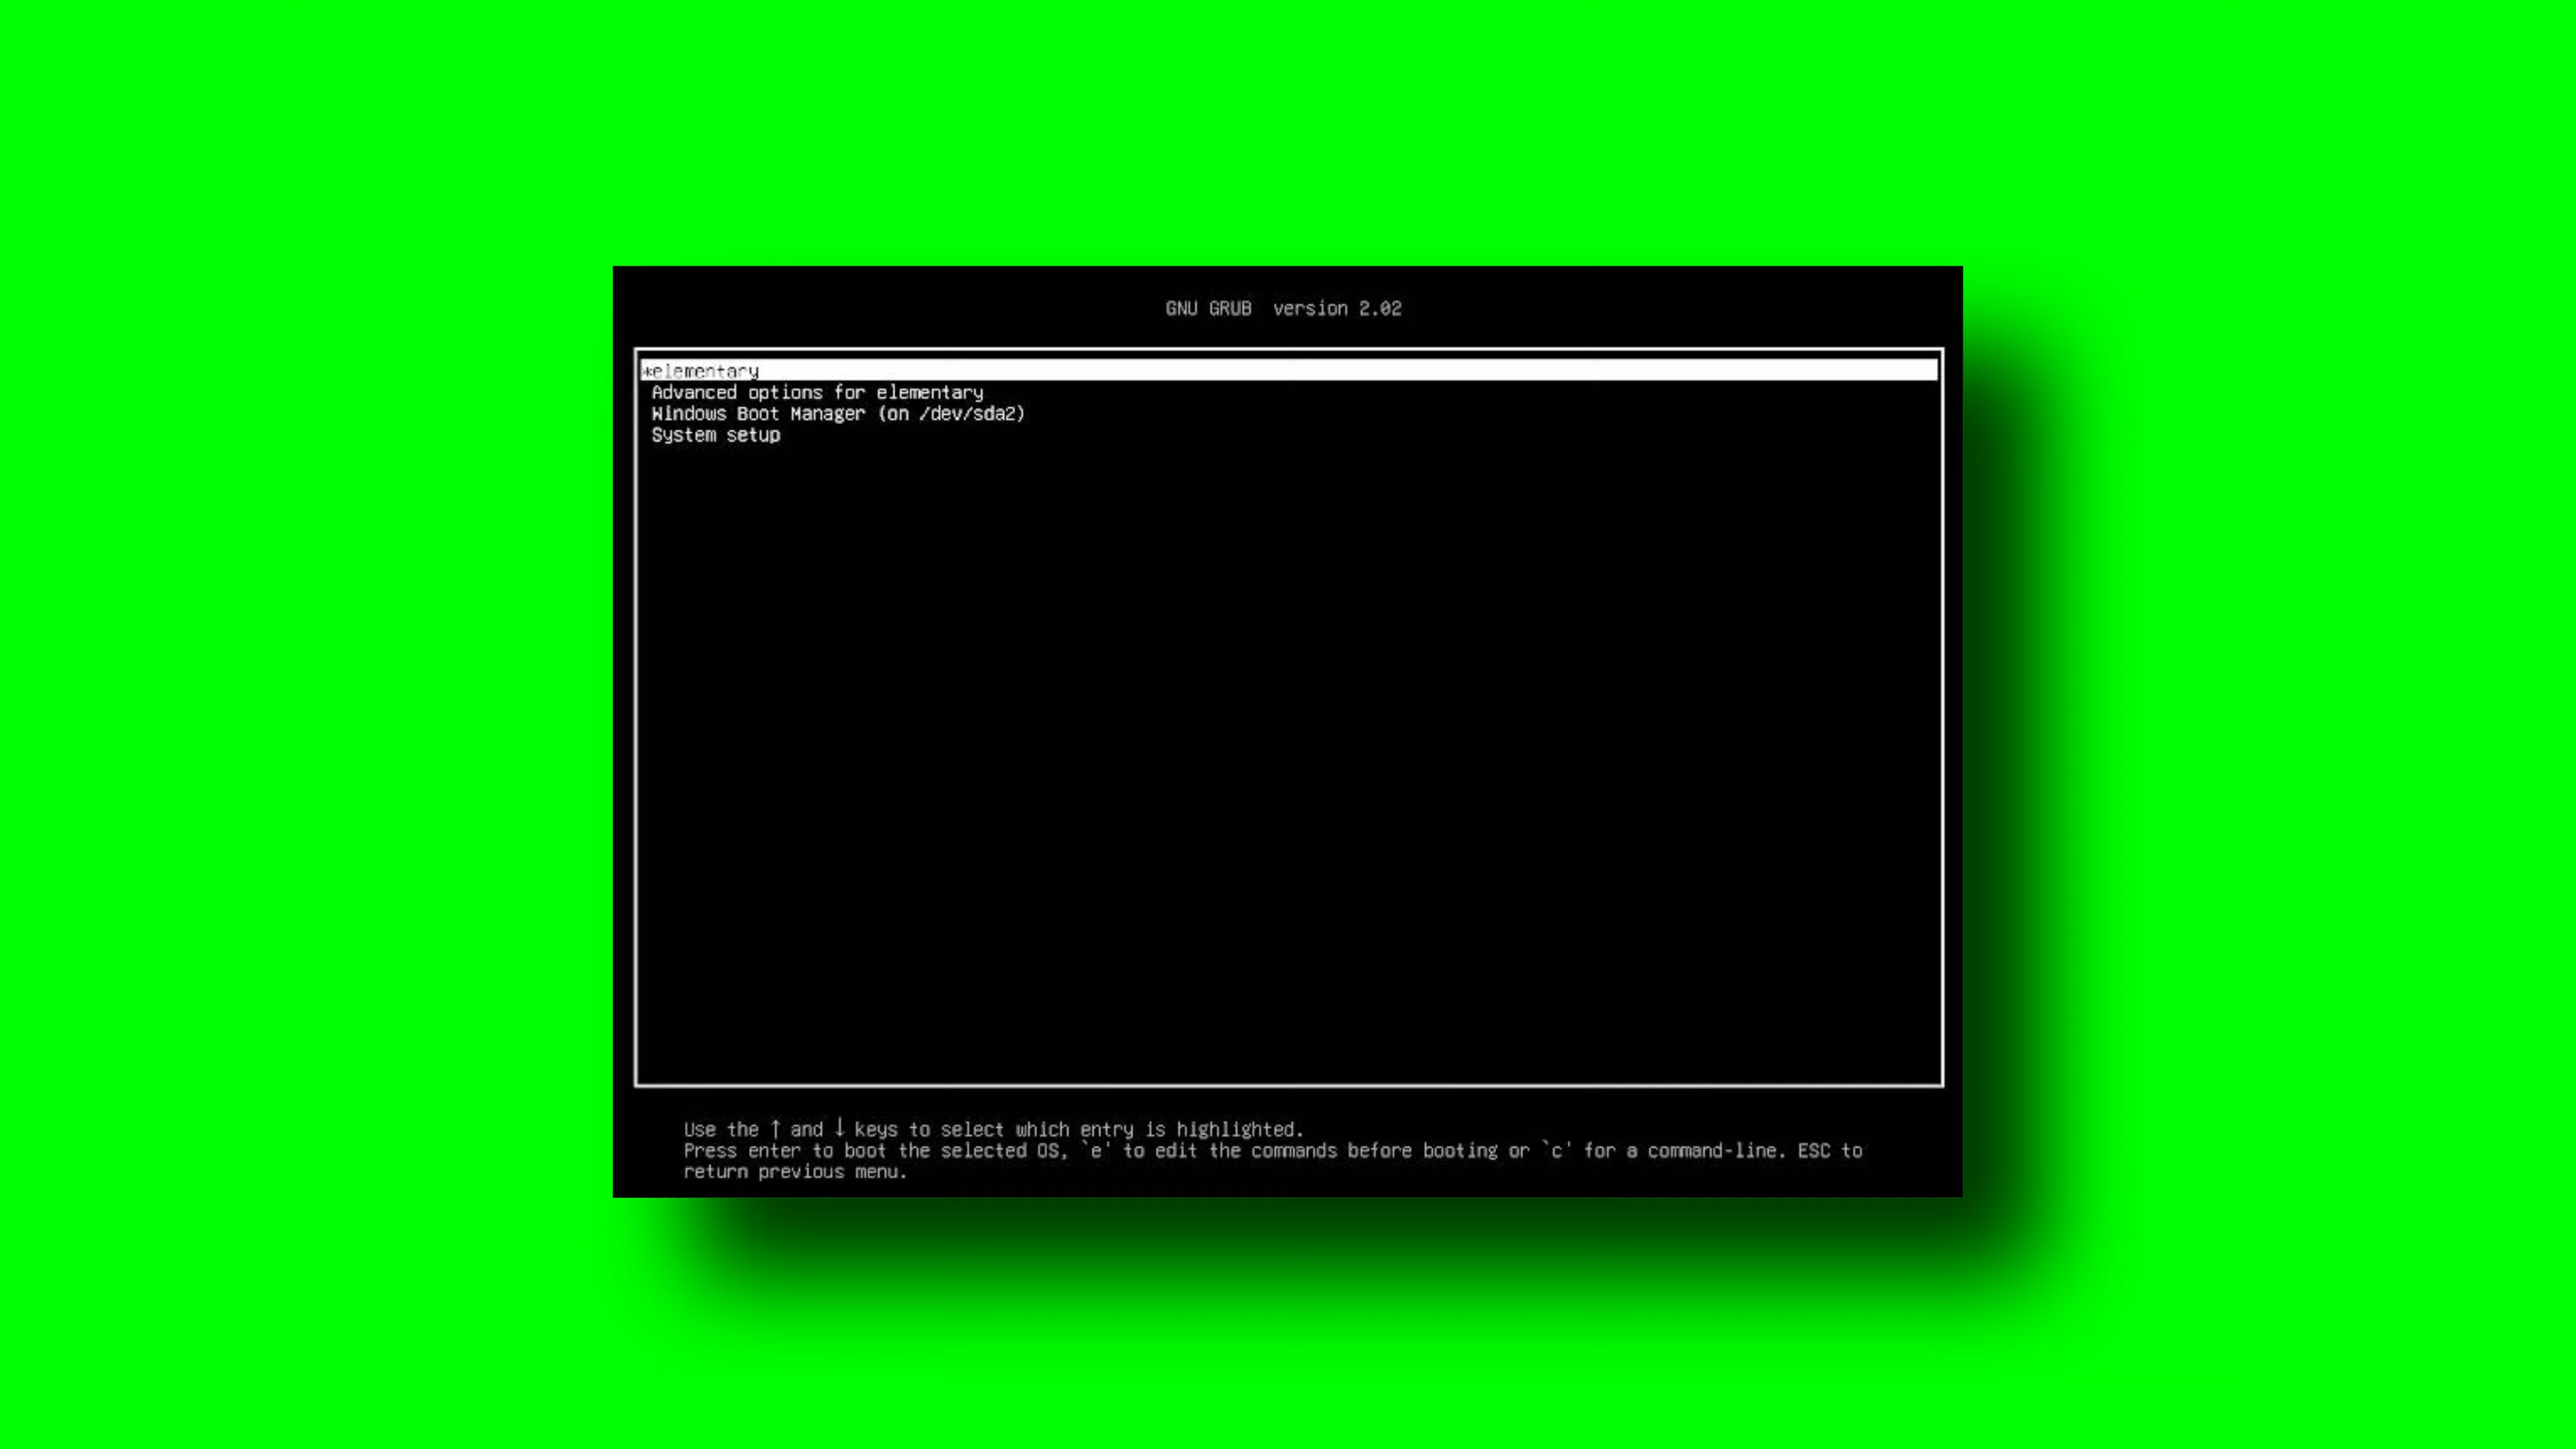 GNU GRUB  version 2.02
*elementary
Advanced options for elementary
Windows Boot Manager (on /dev/sda2)
System setup
Use the ↑ and ↓ keys to select which entry is highlighted.
Press enter to boot the selected OS, `e' to edit the commands before booting or `c' for a command-line. ESC to
return previous menu.